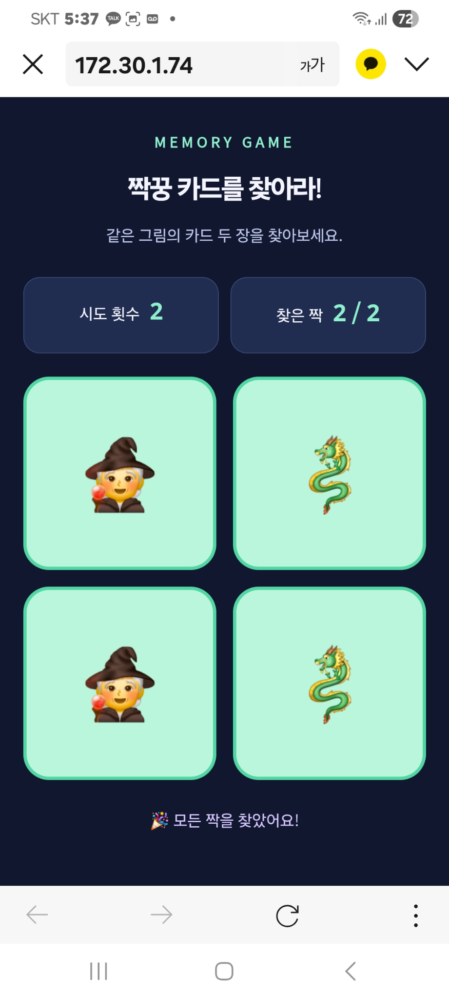 SKT 5:37 TALK 72
172.30.1.74 가가
MEMORY GAME
짝꿍 카드를 찾아라!
같은 그림의 카드 두 장을 찾아보세요.
시도 횟수 2
찾은 짝 2 / 2
🎉 모든 짝을 찾았어요!